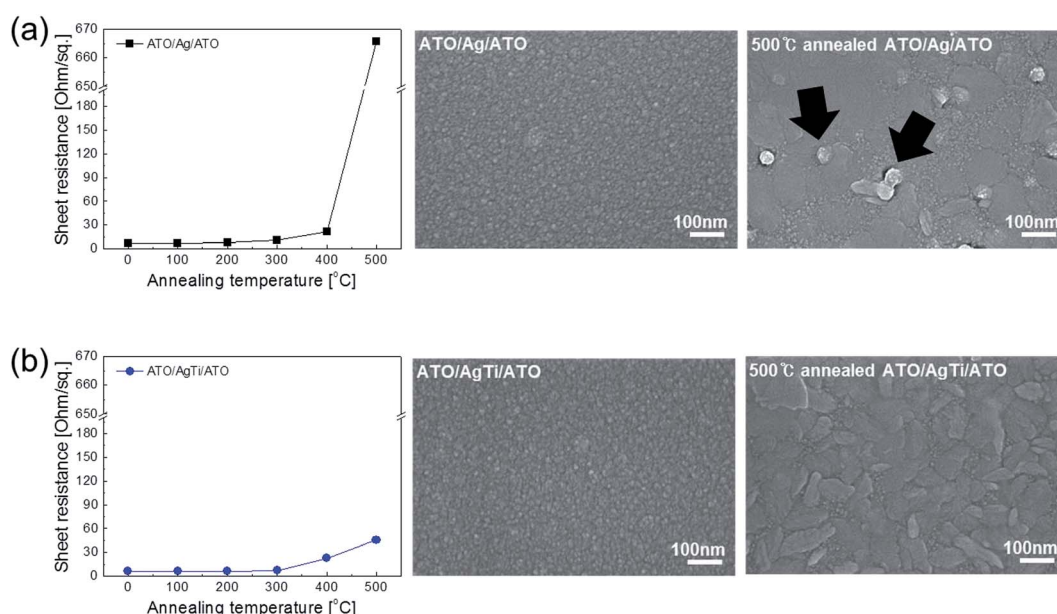 (a)
670
660
650
180
150
120
90
60
30
0
Sheet resistance [Ohm/sq.]
ATO/Ag/ATO
0 100 200 300 400 500
Annealing temperature [°C]
ATO/Ag/ATO
100nm
500℃ annealed ATO/Ag/ATO
100nm
(b)
670
660
650
180
150
120
90
60
30
0
Sheet resistance [Ohm/sq.]
ATO/AgTi/ATO
0 100 200 300 400 500
Annealing temperature [°C]
ATO/AgTi/ATO
100nm
500℃ annealed ATO/AgTi/ATO
100nm